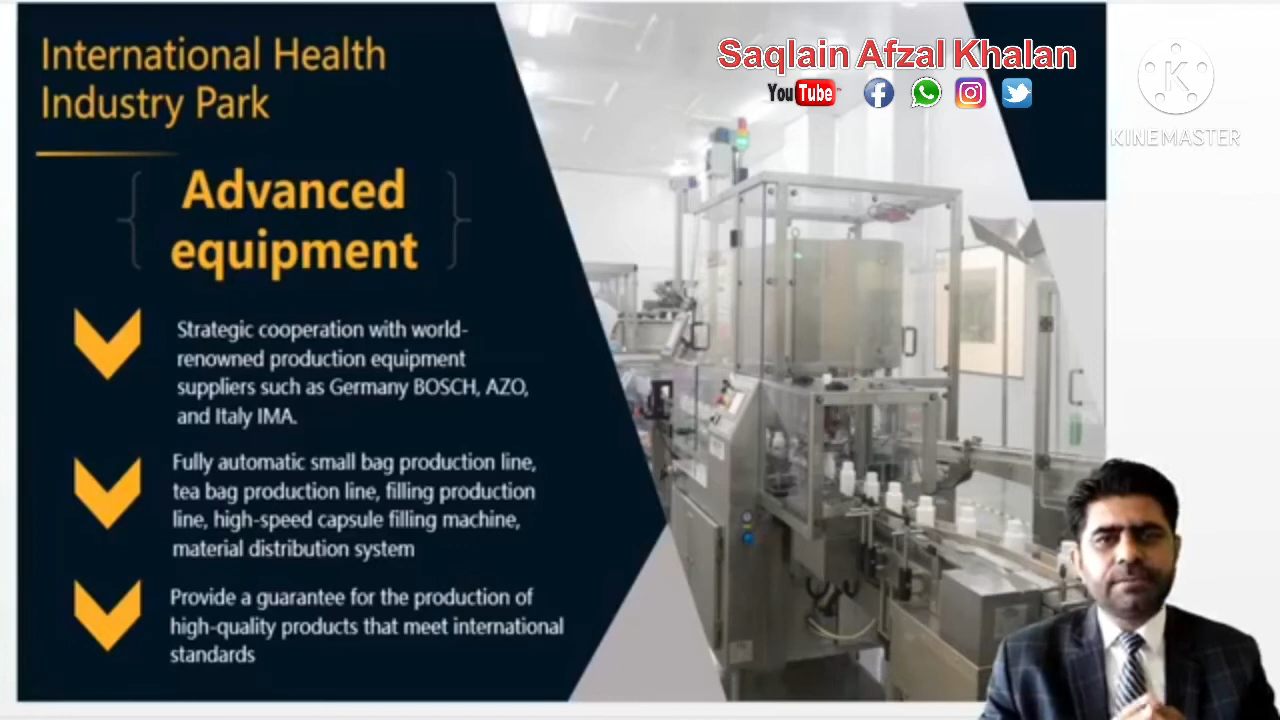 International Health
Industry Park
Advanced
equipment
Strategic cooperation with world-
renowned production equipment
suppliers such as Germany BOSCH, AZO,
and Italy IMA.
Fully automatic small bag production line,
tea bag production line, filling production
line, high-speed capsule filling machine,
material distribution system
Provide a guarantee for the production of
high-quality products that meet international
standards
Saqlain Afzal Khalan
YouTube
K
KINEMASTER